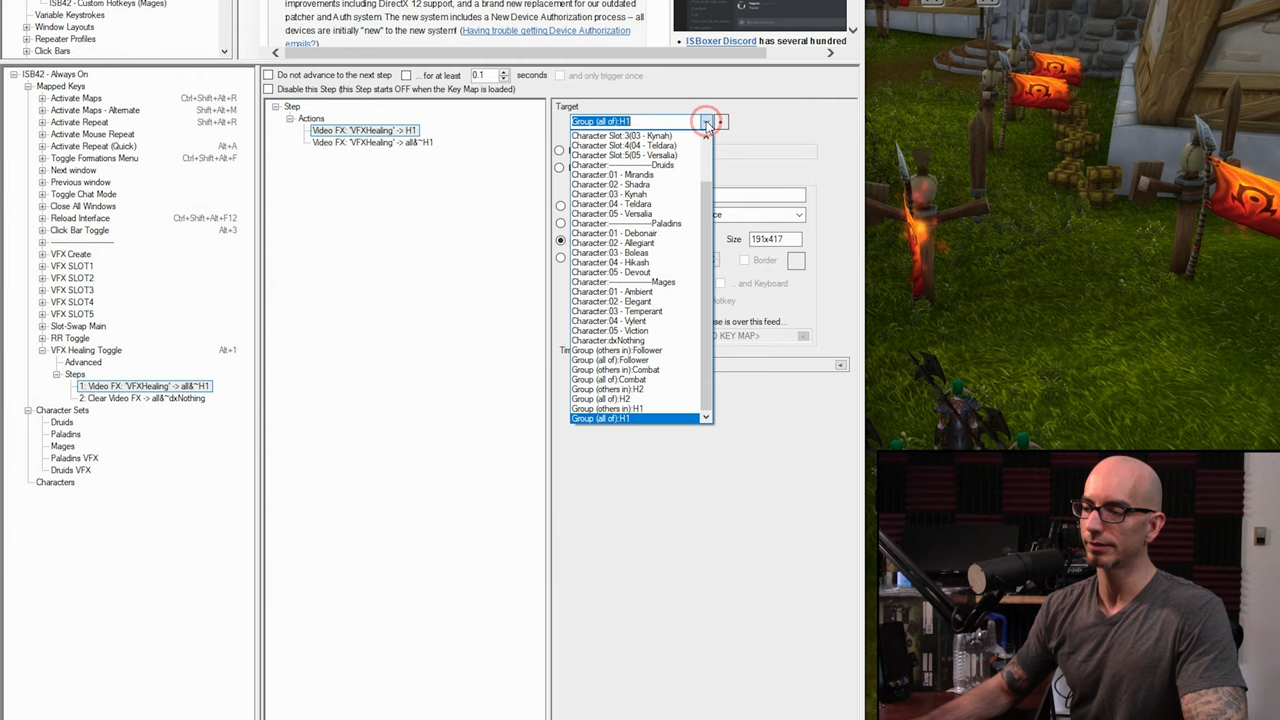 ISB42 - Custom Hotkeys (Mages)
Variable Keystrokes
Window Layouts
Repeater Profiles
Click Bars
improvements including DirectX 12 support, and a brand new replacement for our outdated
patcher and Auth system. The new system includes a New Device Authorization process -- all
devices are initially "new" to the new system! (Having trouble getting Device Authorization
emails?)
ISBoxer Discord has several hundred
ISB42 - Always On
Mapped Keys
Activate Maps Ctrl+Shift+Alt+R
Activate Maps - Alternate Shift+Alt+M
Activate Repeat Ctrl+Shift+Alt+R
Activate Mouse Repeat
Activate Repeat (Quick) Alt+A
Toggle Formations Menu Ctrl+Shift+Alt+F
Next window
Previous window
Toggle Chat Mode
Close All Windows
Reload Interface Ctrl+Shift+Alt+F12
Click Bar Toggle Alt+3
VFX Create
VFX SLOT1
VFX SLOT2
VFX SLOT3
VFX SLOT4
VFX SLOT5
Slot-Swap Main
RR Toggle
VFX Healing Toggle Alt+1
Advanced
Steps
1: Video FX: 'VFXHealing' -> all&~H1
2: Clear Video FX -> all&~dxNothing
Character Sets
Druids
Paladins
Mages
Paladins VFX
Druids VFX
Characters
Do not advance to the next step ... for at least 0.1 seconds and only trigger once
Disable this Step (this Step starts OFF when the Key Map is loaded)
Step
Actions
Video FX: 'VFXHealing' -> H1
Video FX: 'VFXHealing' -> all&~H1
Target
Group (all of):H1
Character Slot:3(03 - Kynah)
Character Slot:4(04 - Teldara)
Character Slot:5(05 - Versalia)
Character:---------------Druids
Character:01 - Mirandis
Character:02 - Shadra
Character:03 - Kynah
Character:04 - Teldara
Character:05 - Versalia
Character:---------------Paladins
Character:01 - Debonair
Character:02 - Allegiant
Character:03 - Boleas
Character:04 - Hikash
Character:05 - Devout
Character:---------------Mages
Character:01 - Ambient
Character:02 - Elegant
Character:03 - Temperant
Character:04 - Vylent
Character:05 - Viction
Character:dxNothing
Group (others in):Follower
Group (all of):Follower
Group (others in):Combat
Group (all of):Combat
Group (others in):H2
Group (all of):H2
Group (others in):H1
Group (all of):H1
ce
Size 191x417
Border
... and Keyboard
Hotkey
use is over this feed...
O KEY MAP>